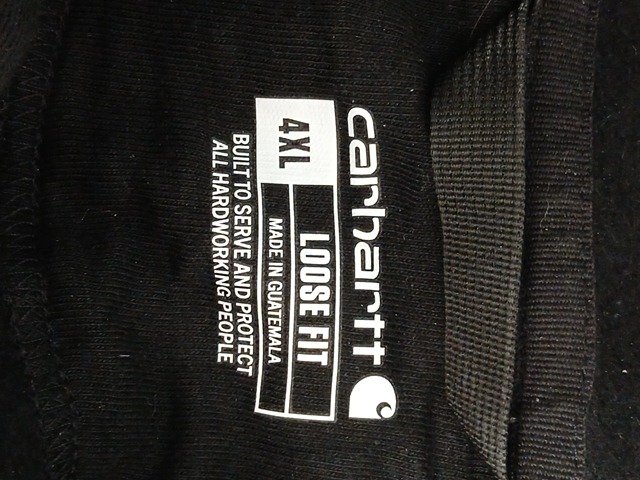 carhartt
4XL
LOOSE FIT
MADE IN GUATEMALA
BUILT TO SERVE AND PROTECT
ALL HARDWORKING PEOPLE